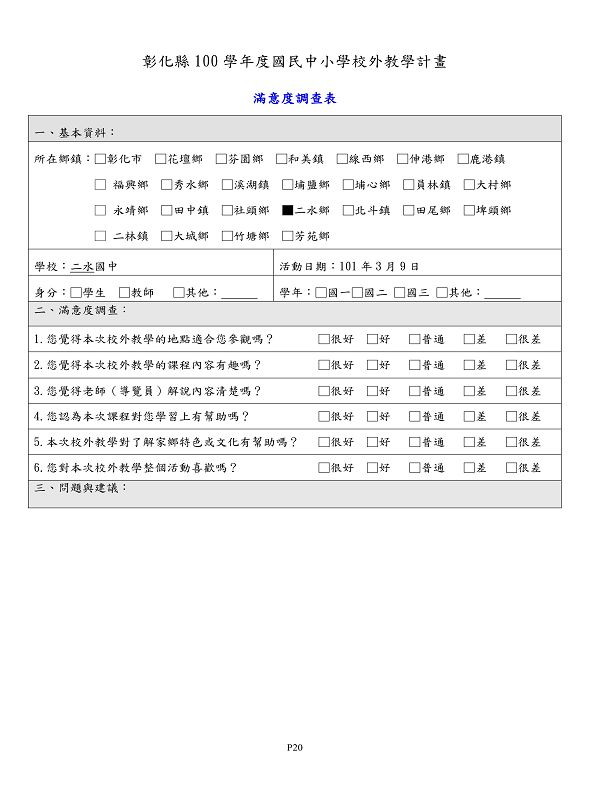 彰化縣 100 學年度國民中小學校外教學計畫
滿意度調查表
一、基本資料：
所在鄉鎮：□彰化市 □花壇鄉 □芬園鄉 □和美鎮 □線西鄉 □伸港鄉 □鹿港鎮
□ 福興鄉 □秀水鄉 □溪湖鎮 □埔鹽鄉 □埔心鄉 □員林鎮 □大村鄉
□ 永靖鄉 □田中鎮 □社頭鄉 ■二水鄉 □北斗鎮 □田尾鄉 □埤頭鄉
□ 二林鎮 □大城鄉 □竹塘鄉 □芳苑鄉
學校：二水國中 活動日期：101 年 3 月 9 日
身分：□學生 □教師 □其他：______ 學年：□國一□國二 □國三 □其他：______
二、滿意度調查：
1.您覺得本次校外教學的地點適合您參觀嗎？ □很好 □好 □普通 □差 □很差
2.您覺得本次校外教學的課程內容有趣嗎？ □很好 □好 □普通 □差 □很差
3.您覺得老師（導覽員）解說內容清楚嗎？ □很好 □好 □普通 □差 □很差
4.您認為本次課程對您學習上有幫助嗎？ □很好 □好 □普通 □差 □很差
5.本次校外教學對了解家鄉特色或文化有幫助嗎？ □很好 □好 □普通 □差 □很差
6.您對本次校外教學整個活動喜歡嗎？ □很好 □好 □普通 □差 □很差
三、問題與建議：
P20